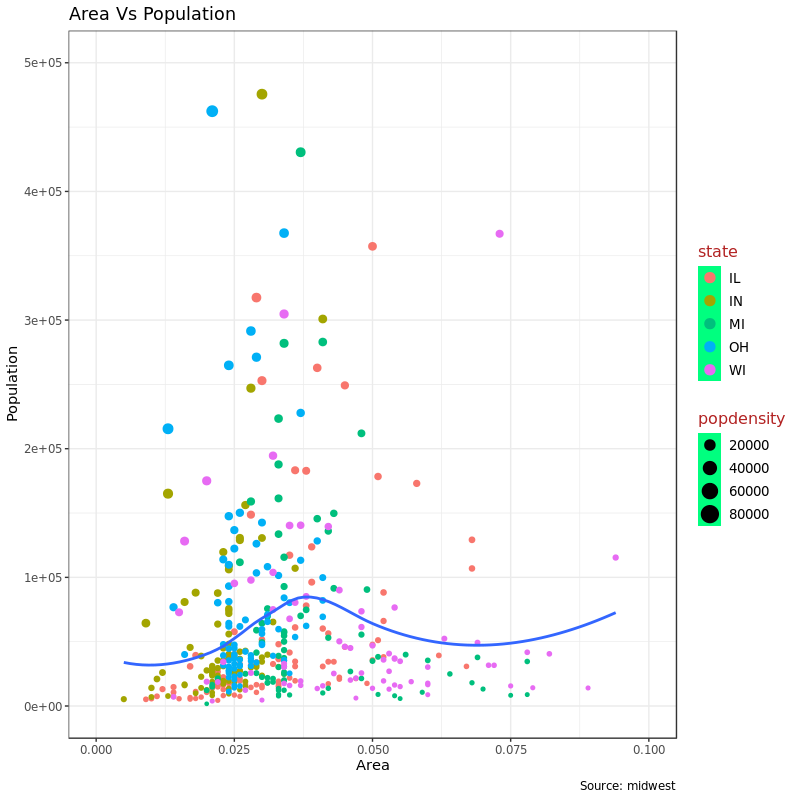 Area Vs Population
5e+05
4e+05
3e+05
2e+05
1e+05
0e+00
Population
0.000
0.025
0.050
0.075
0.100
Area
Source: midwest
state
IL
IN
MI
OH
WI
popdensity
20000
40000
60000
80000